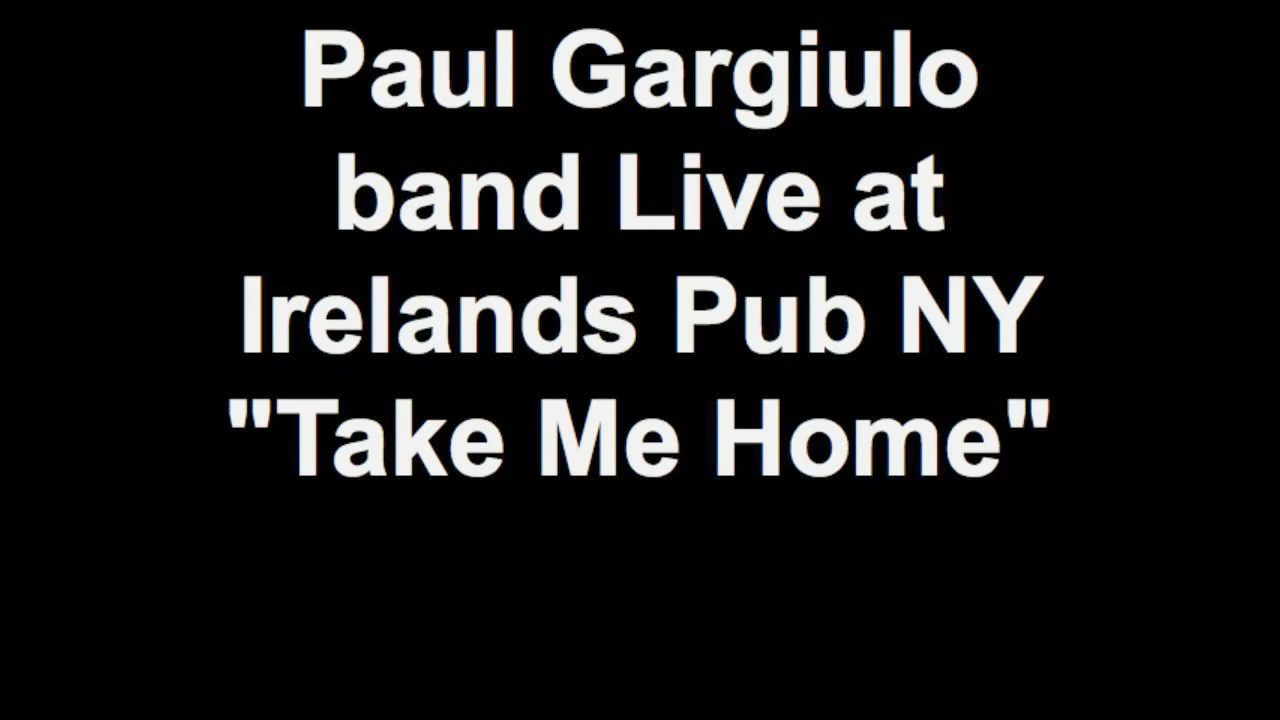 Paul Gargiulo
band Live at
Irelands Pub NY
"Take Me Home"